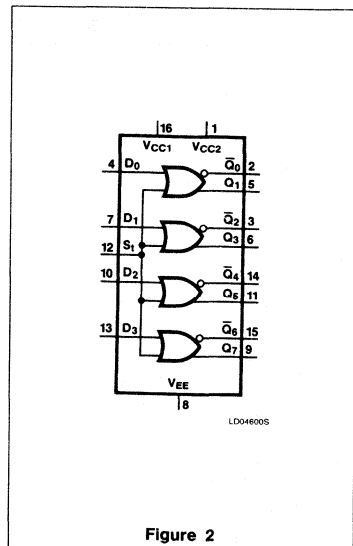 16 1
VCC1 VCC2
4 D0 Q̅0 2
Q1 5
7 D1 Q̅2 3
12 St Q3 6
10 D2 Q̅4 14
Q5 11
13 D3 Q̅6 15
Q7 9
VEE
8
LD04600S
Figure 2